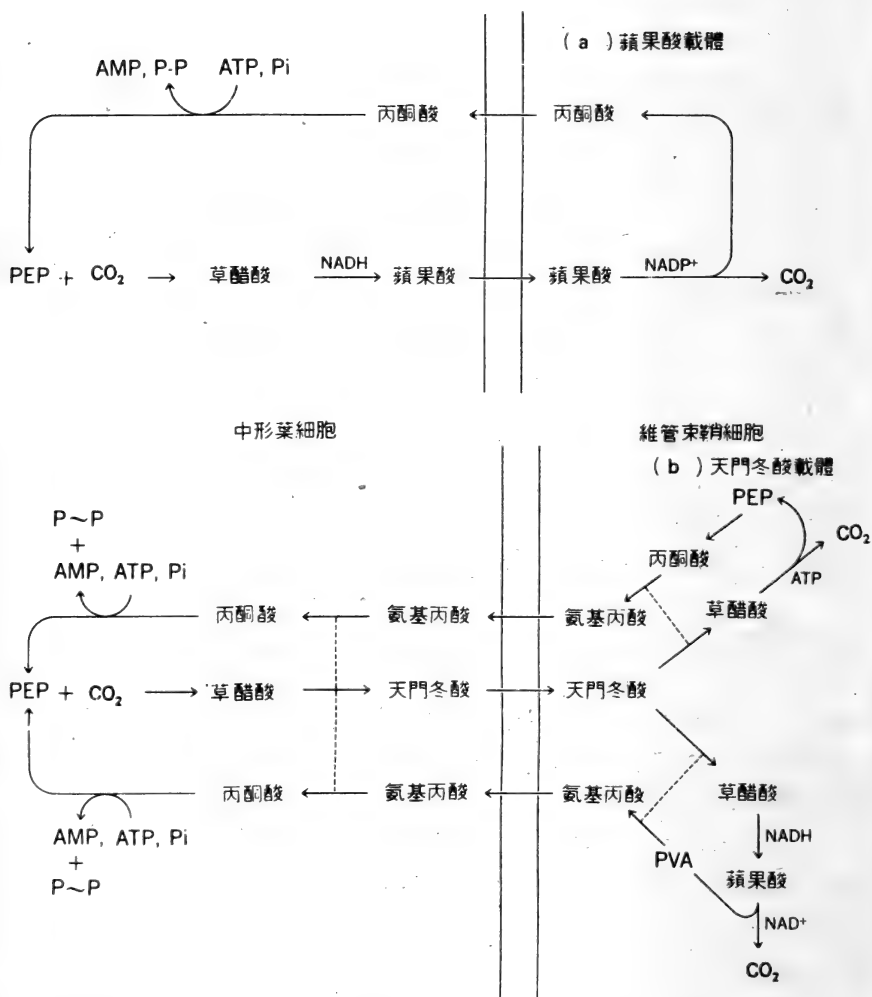 (a)蘋果酸載體
AMP, P-P ATP, Pi
丙酮酸 丙酮酸
PEP + CO₂ 草醋酸 NADH 蘋果酸 蘋果酸 NADP⁺ CO₂
中形葉細胞 維管束鞘細胞
(b)天門冬酸載體
PEP
P~P
+
CO₂
丙酮酸
AMP, ATP, Pi
ATP
草醋酸
丙酮酸 氨基丙酸 氨基丙酸
PEP + CO₂ 草醋酸 天門冬酸 天門冬酸
丙酮酸 氨基丙酸 氨基丙酸 草醋酸
AMP, ATP, Pi
+
P~P
NADH
PVA
蘋果酸
NAD⁺
CO₂